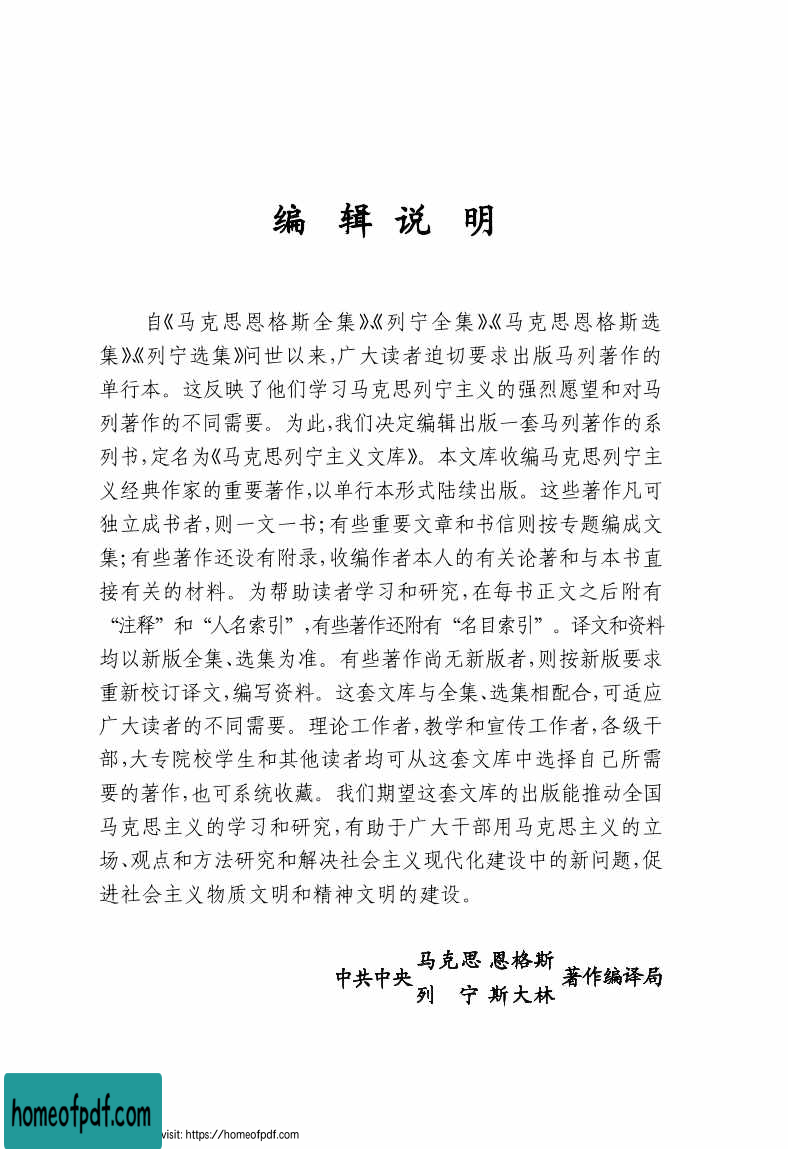 编 辑 说 明
自《马克思恩格斯全集》、《列宁全集》、《马克思恩格斯选
集》、《列宁选集》问世以来,广大读者迫切要求出版马列著作的
单行本。这反映了他们学习马克思列宁主义的强烈愿望和对马
列著作的不同需要。为此,我们决定编辑出版一套马列著作的系
列书,定名为《马克思列宁主义文库》。本文库收编马克思列宁主
义经典作家的重要著作,以单行本形式陆续出版。这些著作凡可
独立成书者,则一文一书;有些重要文章和书信则按专题编成文
集;有些著作还设有附录,收编作者本人的有关论著和与本书直
接有关的材料。为帮助读者学习和研究,在每书正文之后附有
“注释”和“人名索引”,有些著作还附有“名目索引”。译文和资料
均以新版全集、选集为准。有些著作尚无新版者,则按新版要求
重新校订译文,编写资料。这套文库与全集、选集相配合,可适应
广大读者的不同需要。理论工作者,教学和宣传工作者,各级干
部,大专院校学生和其他读者均可从这套文库中选择自己所需
要的著作,也可系统收藏。我们期望这套文库的出版能推动全国
马克思主义的学习和研究,有助于广大干部用马克思主义的立
场、观点和方法研究和解决社会主义现代化建设中的新问题,促
进社会主义物质文明和精神文明的建设。
中共中央 马克思 恩格斯 著作编译局
列 宁 斯大林
homeofpdf.com
visit: https://homeofpdf.com